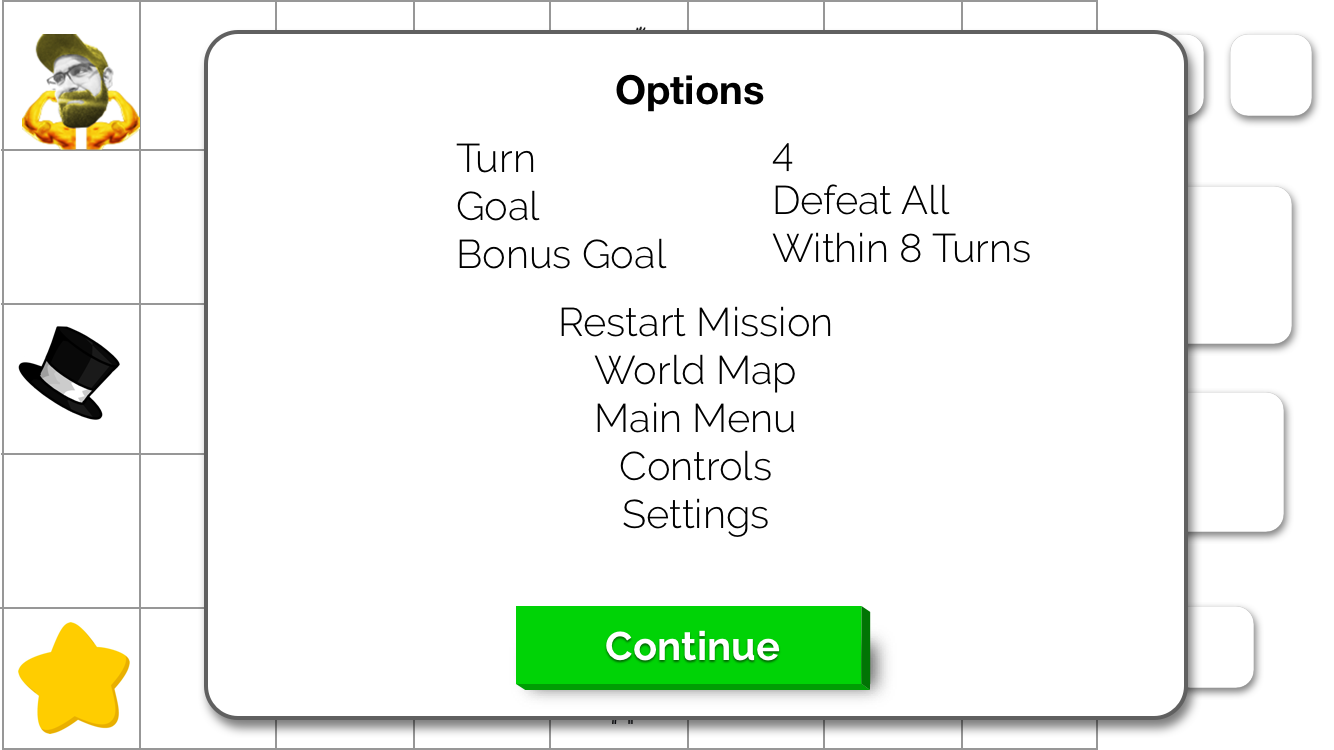 Options
Turn 4
Goal Defeat All
Bonus Goal Within 8 Turns
Restart Mission
World Map
Main Menu
Controls
Settings
Continue